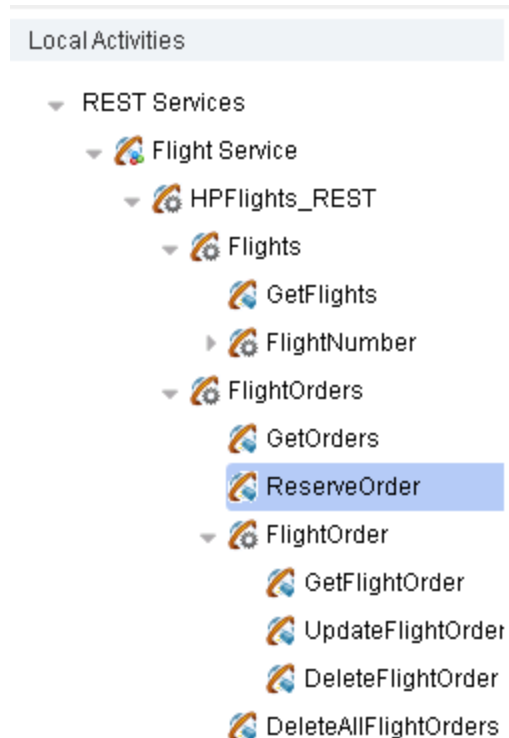 Local Activities
REST Services
Flight Service
HPFlights_REST
Flights
GetFlights
FlightNumber
FlightOrders
GetOrders
ReserveOrder
FlightOrder
GetFlightOrder
UpdateFlightOrder
DeleteFlightOrder
DeleteAllFlightOrders